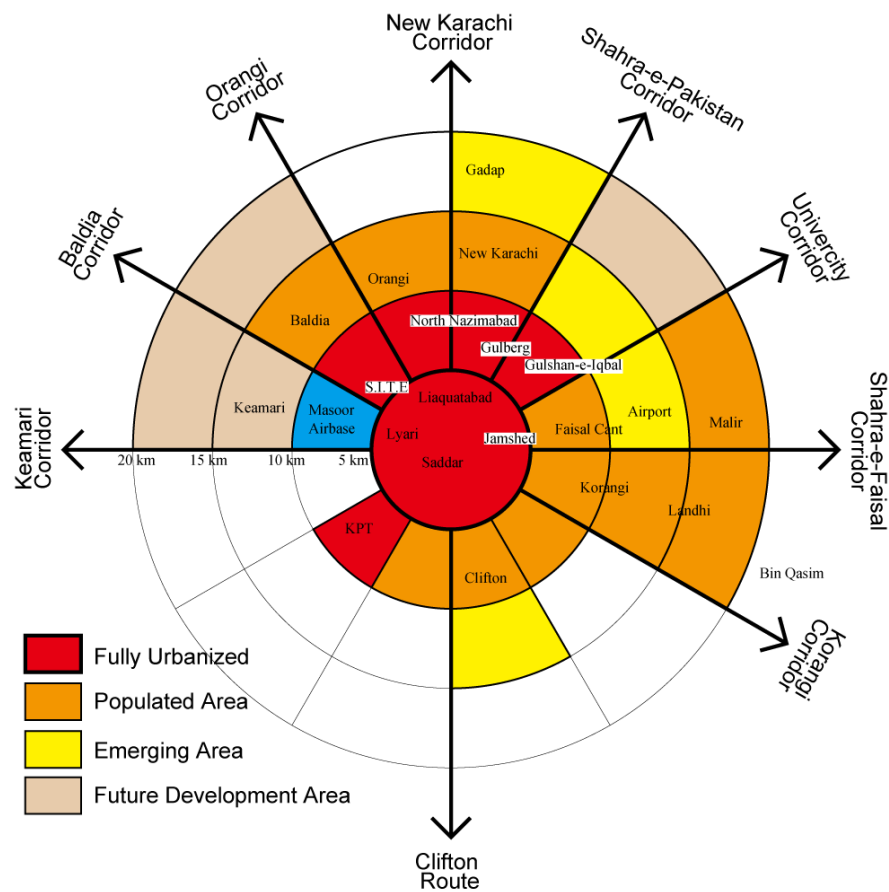 New Karachi
Corridor
Shahra-e-Pakistan
Corridor
Orangi
Corridor
Univercity
Corridor
Baldia
Corridor
Gadap
New Karachi
Orangi
Baldia
North Nazimabad
Gulberg
Gulshan-e-Iqbal
S.I.T.E
Liaquatabad
Keamari
Masoor
Airbase
Airport
Malir
Faisal Cant
Lyari
Jamshed
Saddar
Keamari
Corridor
20 km
15 km
10 km
5 km
Shahra-e-Faisal
Corridor
Korangi
Landhi
KPT
Clifton
Bin Qasim
Korangi
Corridor
Fully Urbanized
Populated Area
Emerging Area
Future Development Area
Clifton
Route